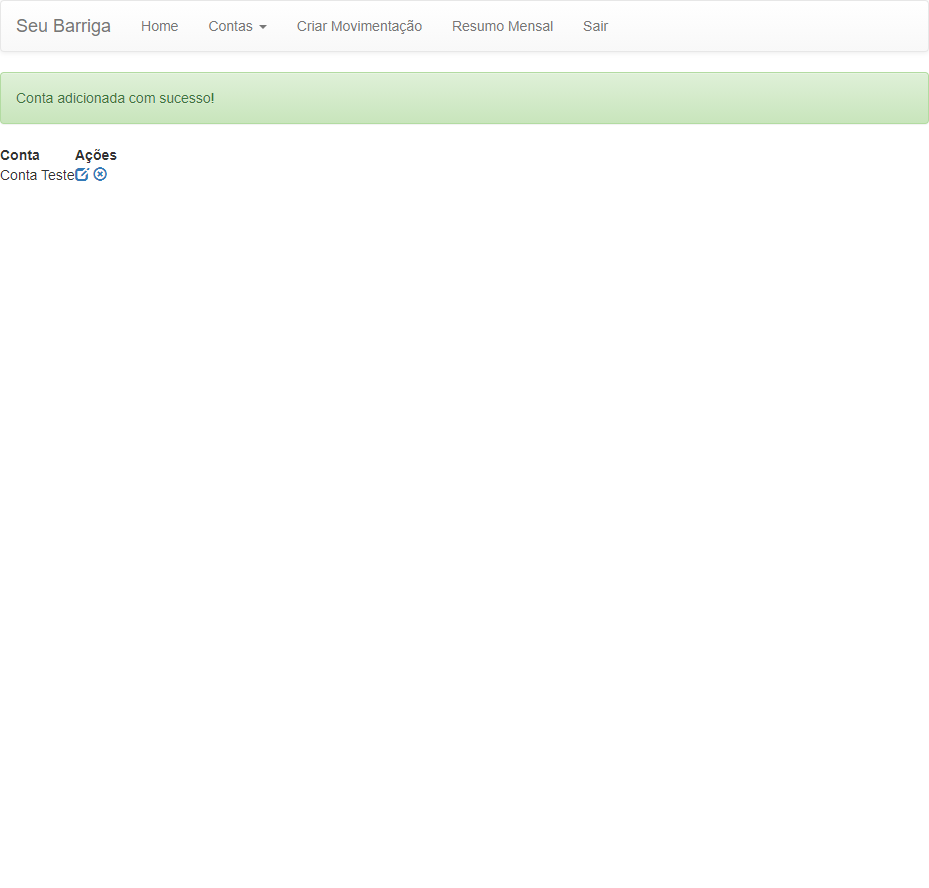 Seu Barriga Home Contas Criar Movimentação Resumo Mensal Sair
Conta adicionada com sucesso!
Conta Ações
Conta Teste